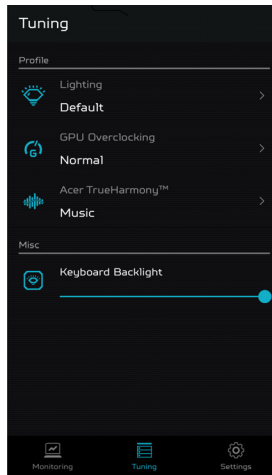 Tuning
Profile
Lighting
Default
GPU Overclocking
Normal
Acer TrueHarmony™
Music
Misc
Keyboard Backlight
Monitoring
Tuning
Settings